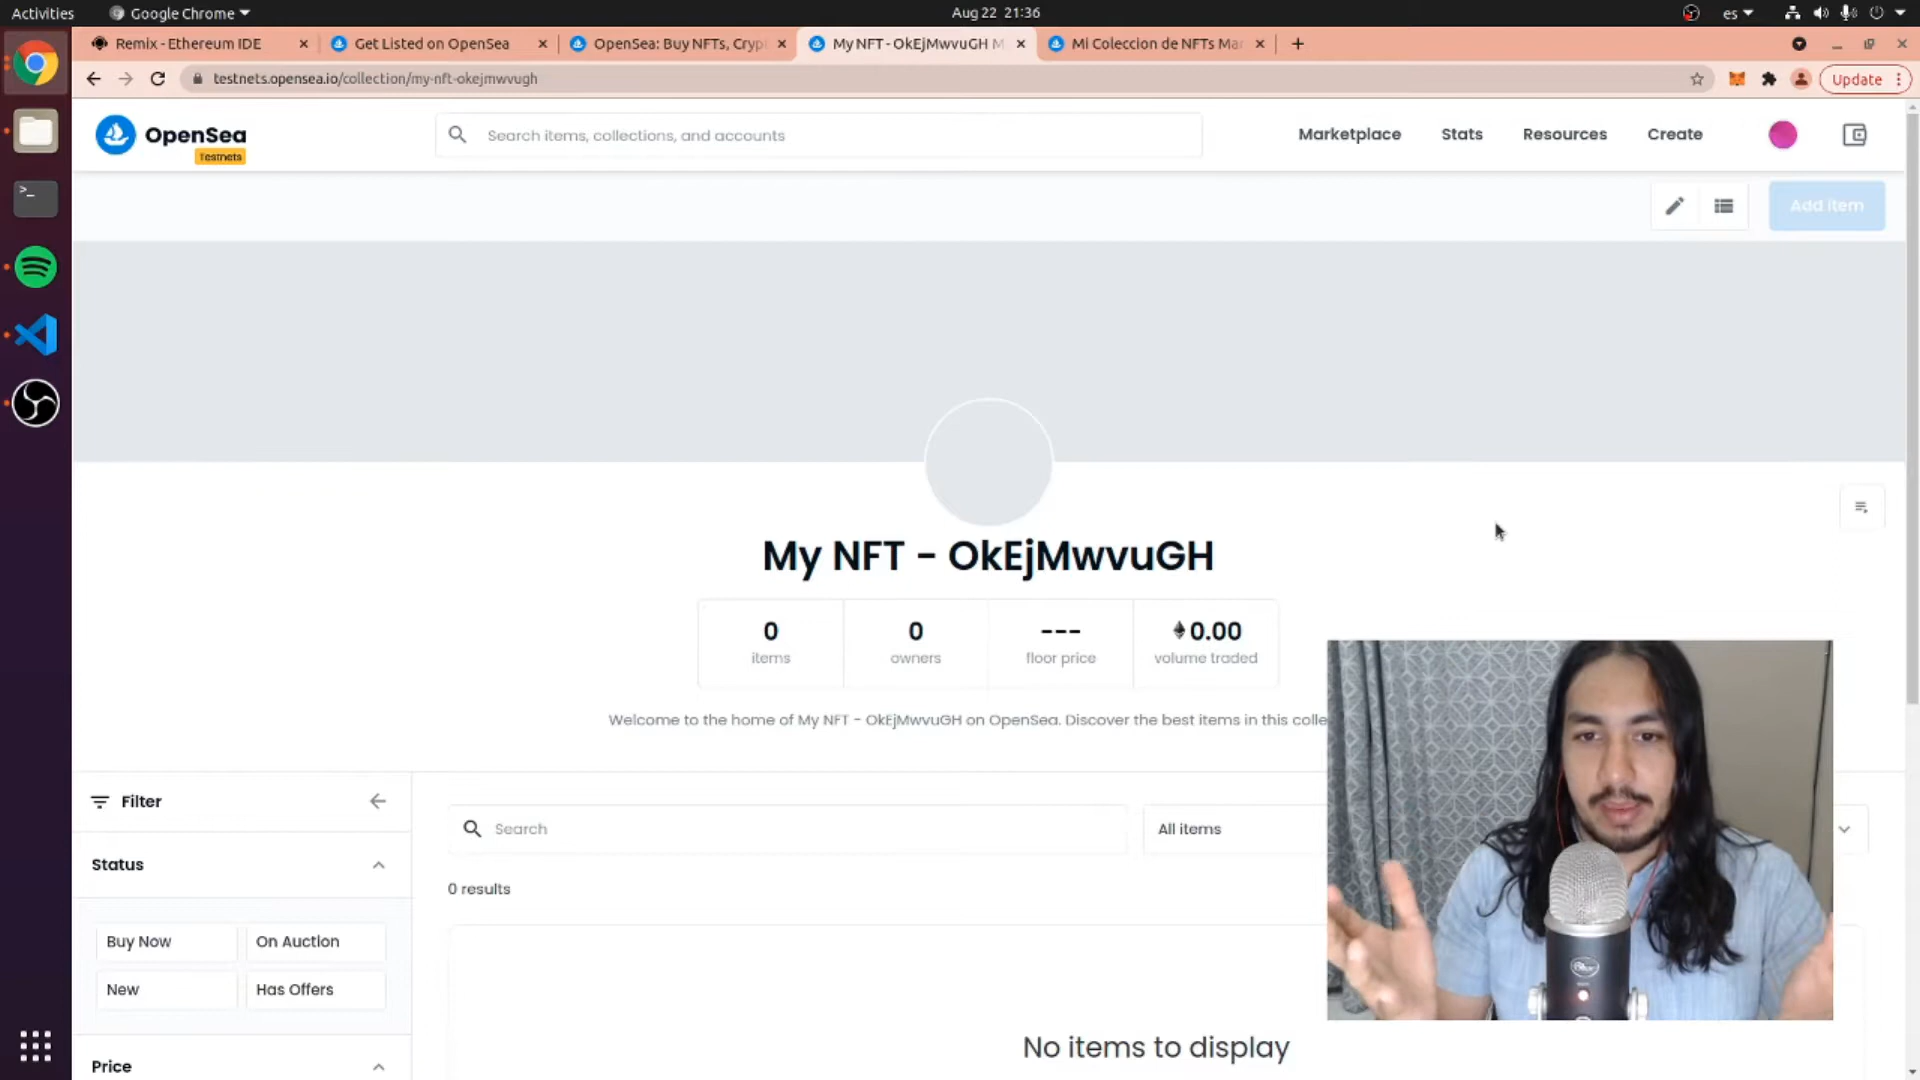 Activities
Google Chrome
Aug 22 21:36
es
Remix - Ethereum IDE
Get Listed on OpenSea
OpenSea: Buy NFTs, Cryp
My NFT - OkEjMwvuGH M
Mi Coleccion de NFTs Mar
testnets.opensea.io/collection/my-nft-okejmwvugh
Update
OpenSea
Testnets
Search items, collections, and accounts
Marketplace
Stats
Resources
Create
Add item
My NFT - OkEjMwvuGH
0
items
0
owners
---
floor price
0.00
volume traded
Welcome to the home of My NFT - OkEjMwvuGH on OpenSea. Discover the best items in this colle
Filter
Search
All items
Status
0 results
Buy Now
On Auction
New
Has Offers
No items to display
Price